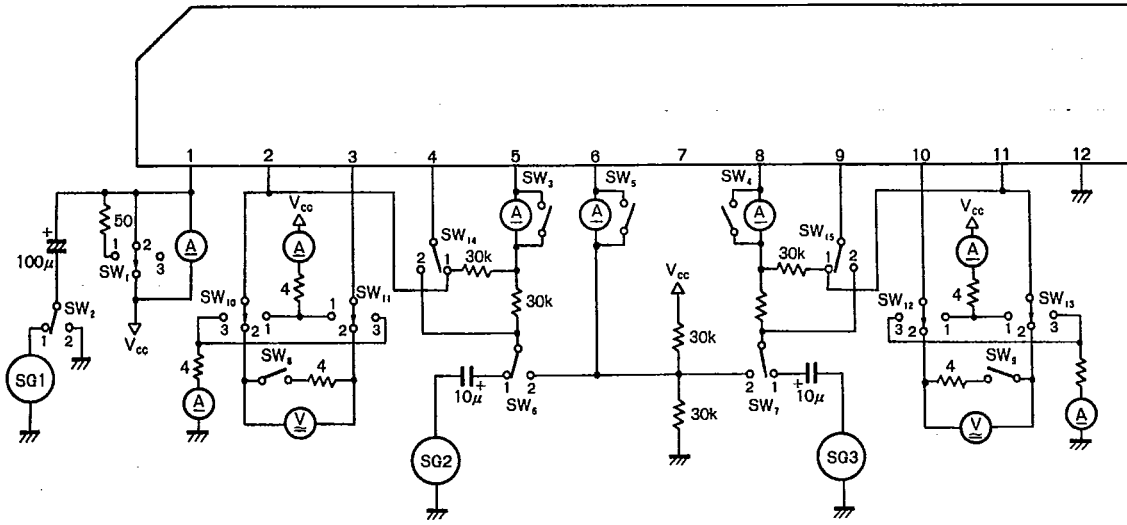 1 2 3 4 5 6 7 8 9 10 11 12
SW3 SW5 SW4
A A A
50 1 2 3 A
100μ + SW1
Vcc
SW2 1 2
SG1
Vcc
A
4
SW10 SW11
3 2 1 1 2 3
4
A
SW8 4
V
SW14
2 1 30k
30k
1 2
SW6
10μ +
SG2
Vcc
30k
30k
SW15
30k 1 2
2 1
SW7
+ 10μ
SG3
Vcc
A
4
SW12 SW13
3 2 1 1 2 3
4 SW9
V
A